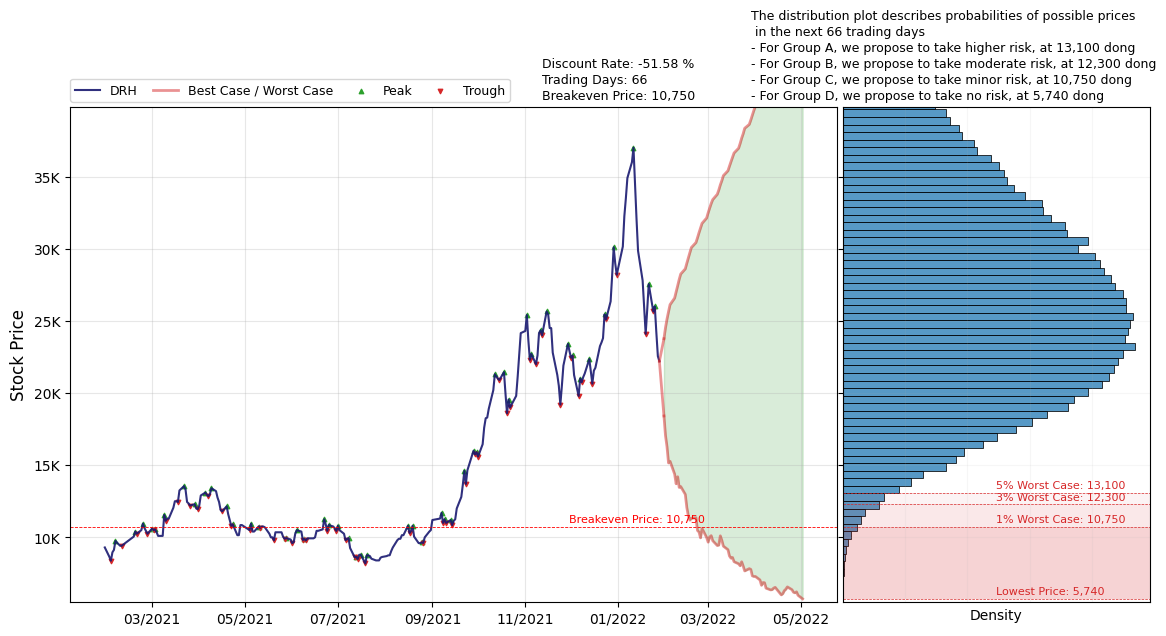 The distribution plot describes probabilities of possible prices
in the next 66 trading days
- For Group A, we propose to take higher risk, at 13,100 dong
- For Group B, we propose to take moderate risk, at 12,300 dong
- For Group C, we propose to take minor risk, at 10,750 dong
- For Group D, we propose to take no risk, at 5,740 dong
Discount Rate: -51.58 %
Trading Days: 66
Breakeven Price: 10,750
DRH
Best Case / Worst Case
Peak
Trough
Stock Price
35K
30K
25K
20K
15K
10K
Breakeven Price: 10,750
03/2021
05/2021
07/2021
09/2021
11/2021
01/2022
03/2022
05/2022
5% Worst Case: 13,100
3% Worst Case: 12,300
1% Worst Case: 10,750
Lowest Price: 5,740
Density